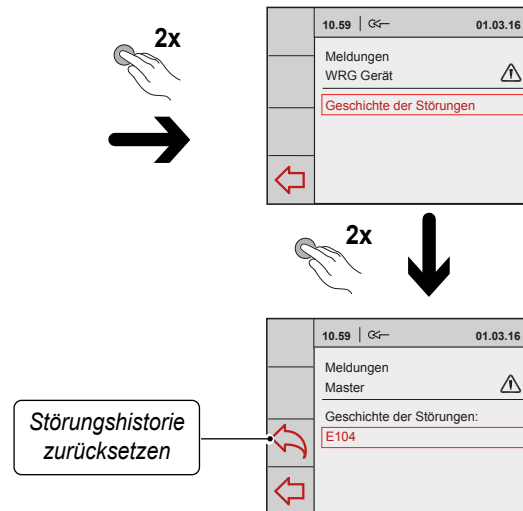 2x
10.59
01.03.16
Meldungen
WRG Gerät
Geschichte der Störungen
2x
10.59
01.03.16
Meldungen
Master
Geschichte der Störungen:
E104
Störungshistorie
zurücksetzen